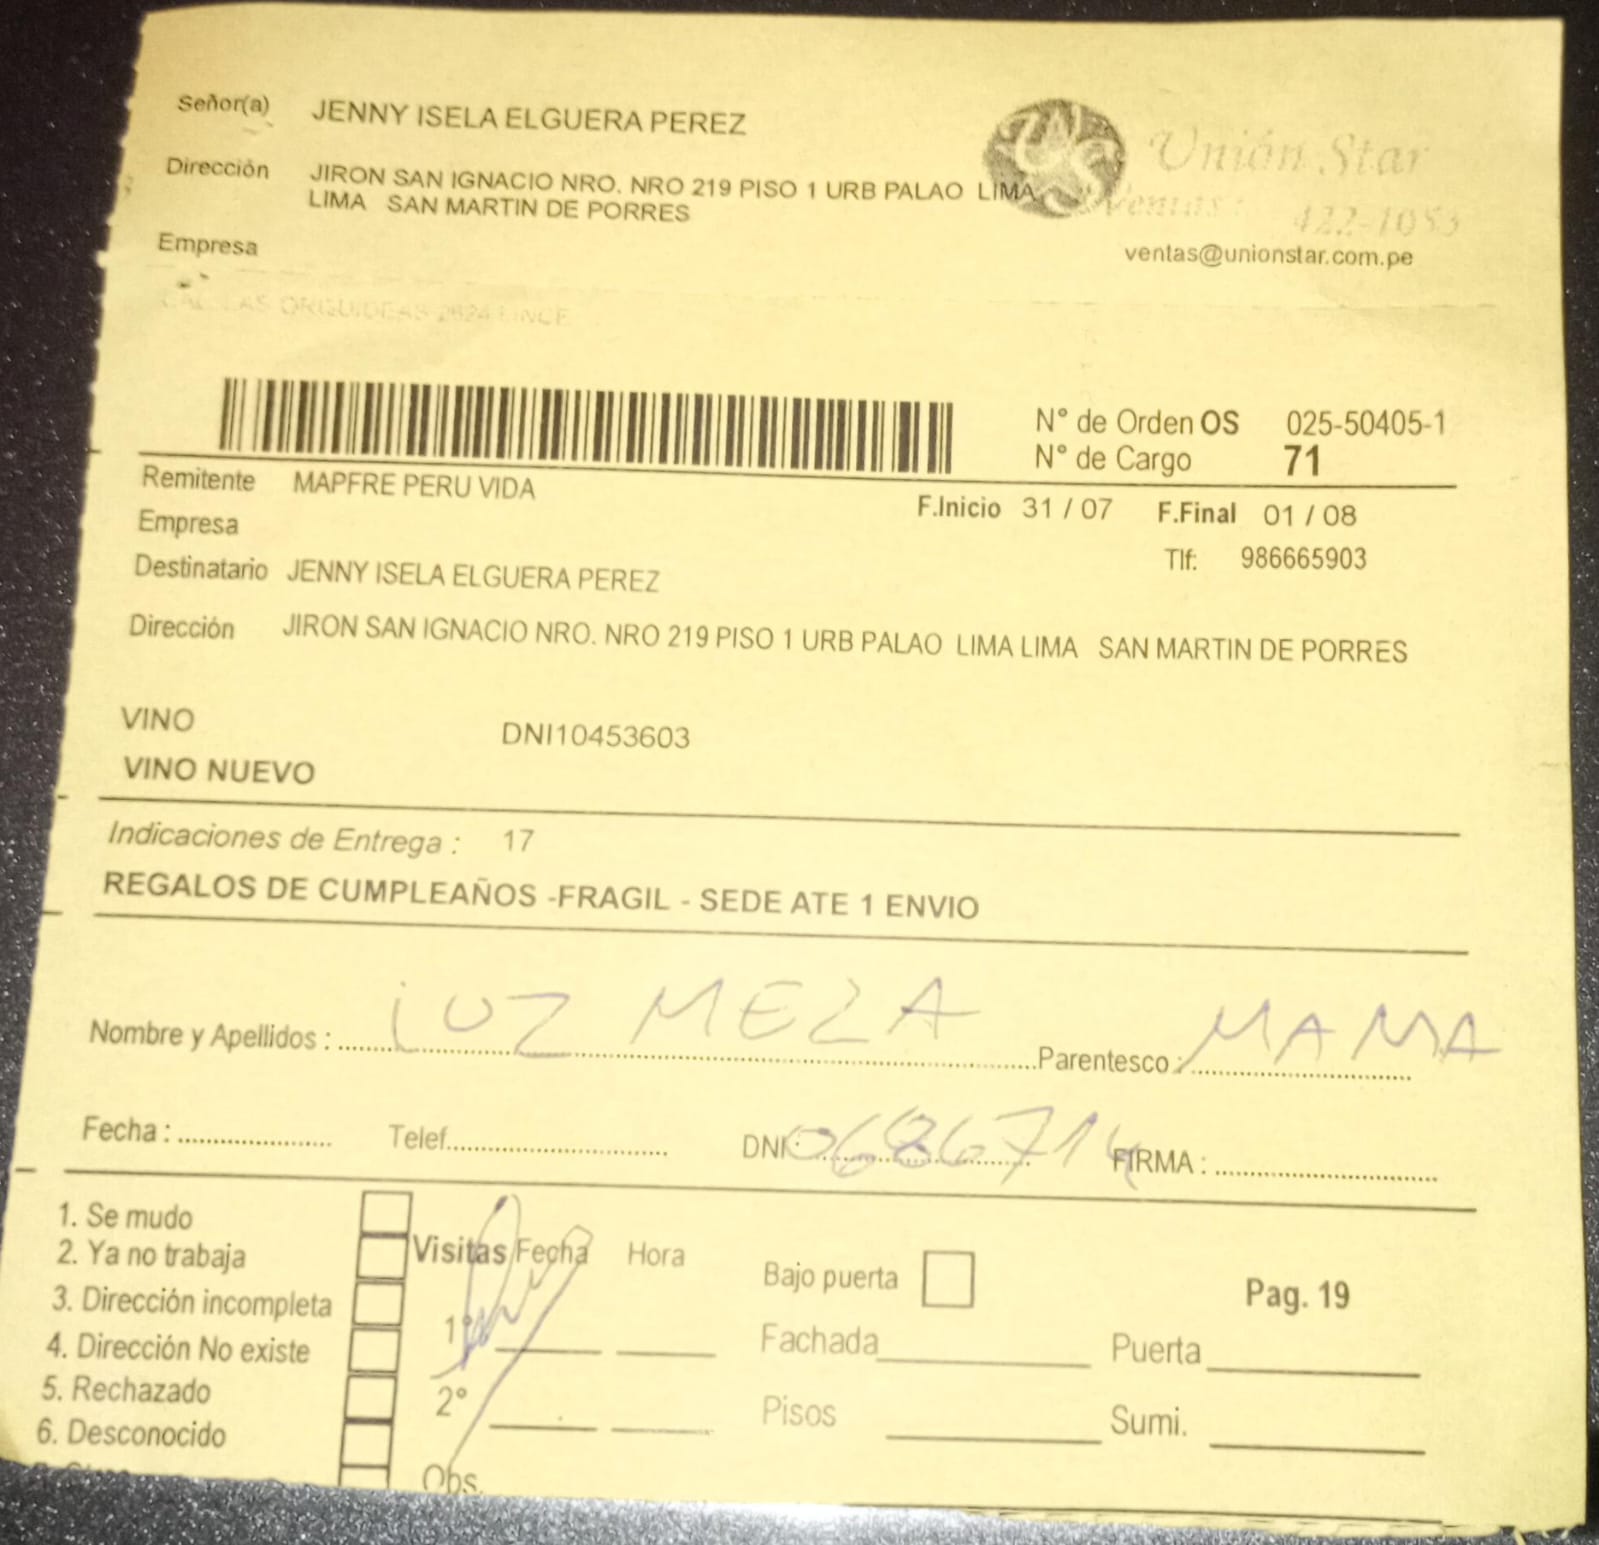 Señor(a) JENNY ISELA ELGUERA PEREZ
Dirección JIRON SAN IGNACIO NRO. NRO 219 PISO 1 URB PALAO LIMA
LIMA SAN MARTIN DE PORRES
Unión Star
Ventas: 422-1053
ventas@unionstar.com.pe
Empresa
ORQUIDEAS 2624 LINCE
N° de Orden OS 025-50405-1
N° de Cargo 71
Remitente MAPFRE PERU VIDA
F.Inicio 31 / 07 F.Final 01 / 08
Empresa
Tlf: 986665903
Destinatario JENNY ISELA ELGUERA PEREZ
Dirección JIRON SAN IGNACIO NRO. NRO 219 PISO 1 URB PALAO LIMA LIMA SAN MARTIN DE PORRES
VINO DNI10453603
VINO NUEVO
Indicaciones de Entrega : 17
REGALOS DE CUMPLEAÑOS -FRAGIL - SEDE ATE 1 ENVIO
Nombre y Apellidos : LUZ MEZA Parentesco : MAMA
Fecha : Telef. DNI: 0686714 FIRMA :
1. Se mudo
2. Ya no trabaja
3. Dirección incompleta
4. Dirección No existe
5. Rechazado
6. Desconocido
Visitas Fecha Hora
1°
2°
Obs.
Bajo puerta
Fachada Puerta
Pisos Sumi.
Pag. 19